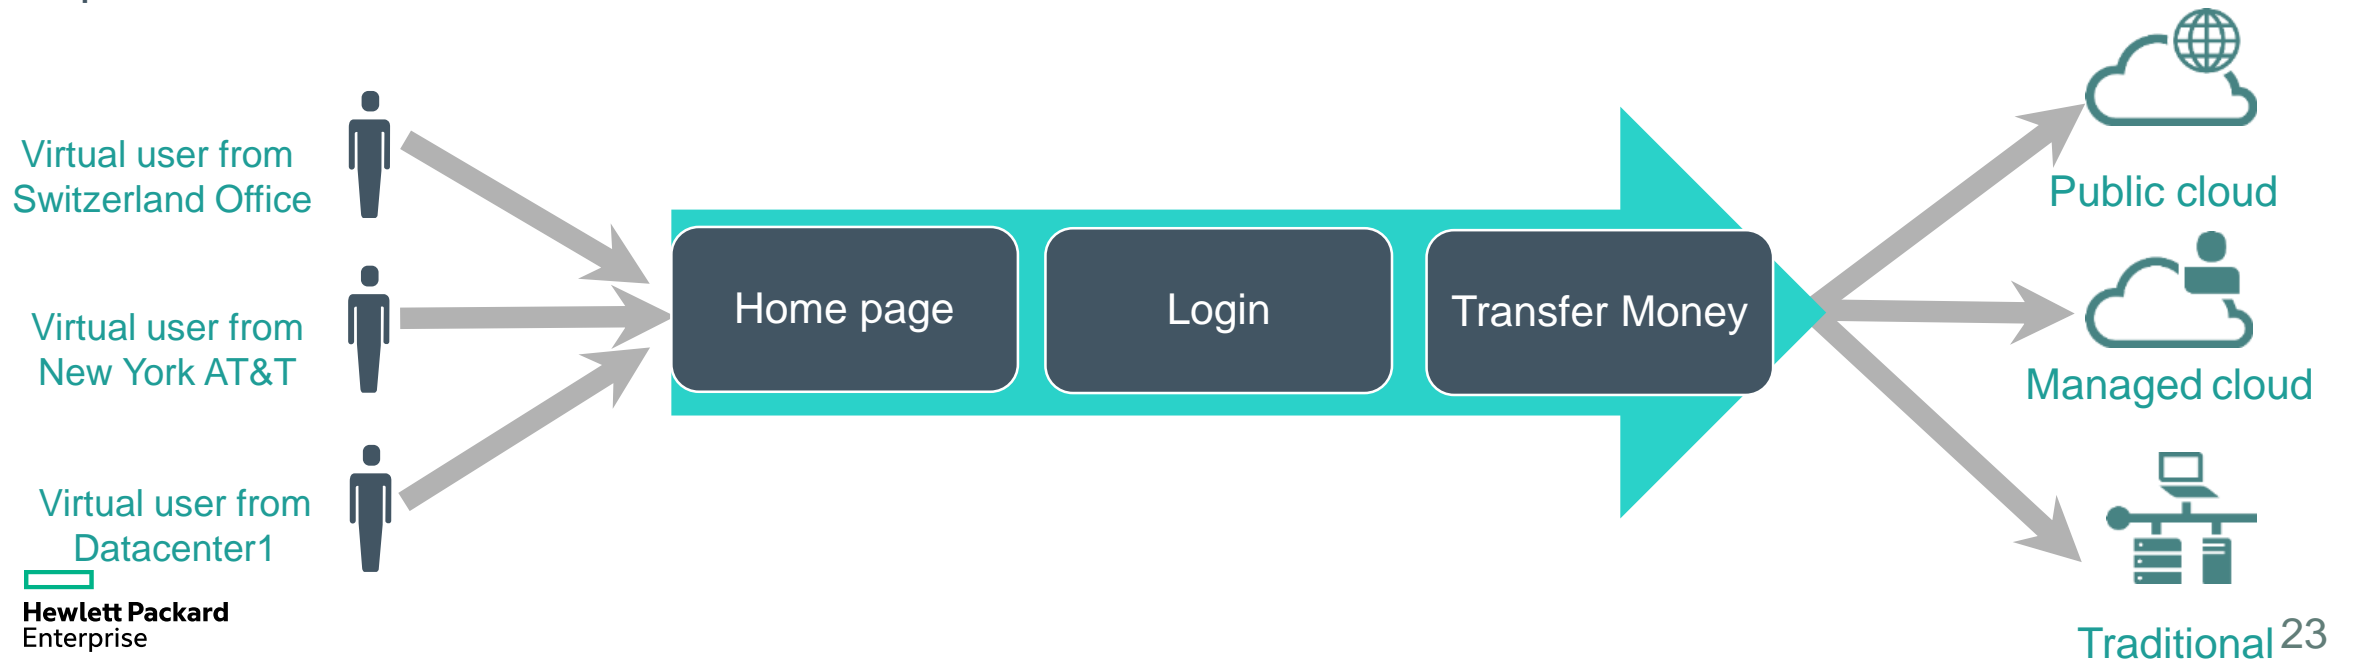 Virtual user from
Switzerland Office
Virtual user from
New York AT&T
Virtual user from
Datacenter1
Home page
Login
Transfer Money
Public cloud
Managed cloud
Traditional
Hewlett Packard
Enterprise
23